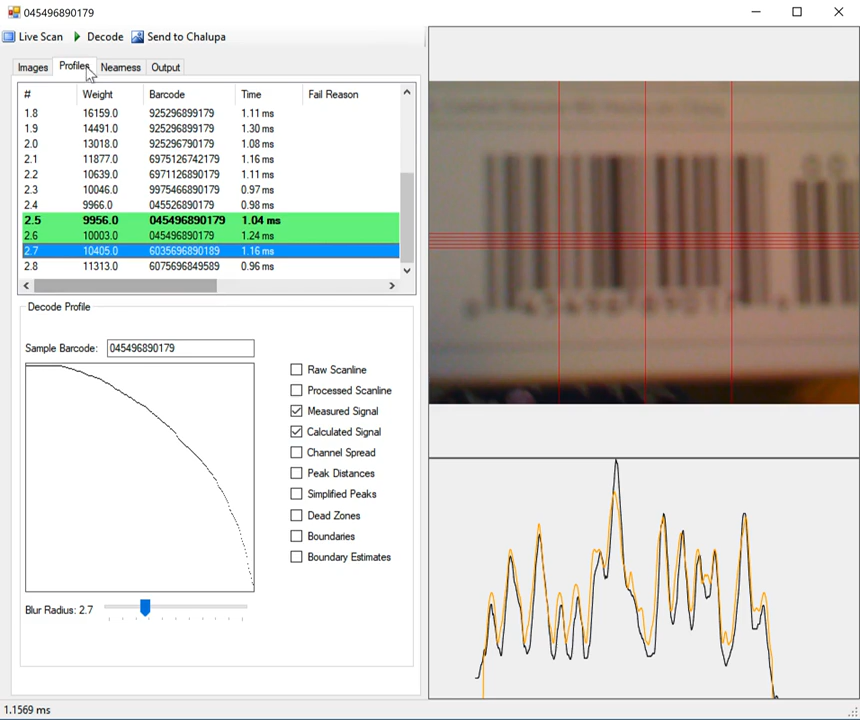 045496890179
Live Scan Decode Send to Chalupa
Images Profiles Nearness Output
# Weight Barcode Time Fail Reason
1.8 16159.0 925296899179 1.11 ms
1.9 14491.0 925296899179 1.30 ms
2.0 13018.0 925296790179 1.08 ms
2.1 11877.0 6975126742179 1.16 ms
2.2 10639.0 6971126890179 1.11 ms
2.3 10046.0 9975466890179 0.97 ms
2.4 9966.0 045526890179 0.98 ms
2.5 9956.0 045496890179 1.04 ms
2.6 10003.0 045496890179 1.24 ms
2.7 10405.0 6035696890189 1.16 ms
2.8 11313.0 6075696849589 0.96 ms
Decode Profile
Sample Barcode: 045496890179
Raw Scanline
Processed Scanline
Measured Signal
Calculated Signal
Channel Spread
Peak Distances
Simplified Peaks
Dead Zones
Boundaries
Boundary Estimates
Blur Radius: 2.7
1.1569 ms